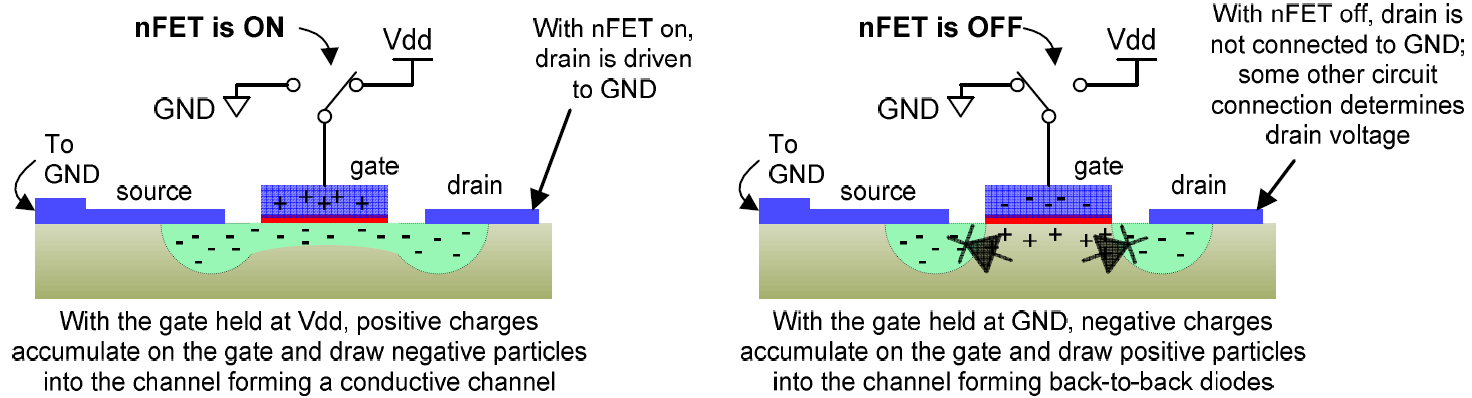 nFET is ON
Vdd
GND
With nFET on,
drain is driven
to GND
To
GND
source
gate
drain
+ + + + + +
With the gate held at Vdd, positive charges
accumulate on the gate and draw negative particles
into the channel forming a conductive channel
nFET is OFF
Vdd
GND
With nFET off, drain is
not connected to GND;
some other circuit
connection determines
drain voltage
To
GND
source
gate
drain
With the gate held at GND, negative charges
accumulate on the gate and draw positive particles
into the channel forming back-to-back diodes